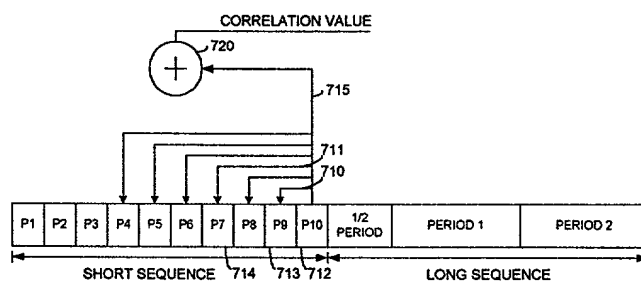 CORRELATION VALUE
720
715
711
710
P1 P2 P3 P4 P5 P6 P7 P8 P9 P10 1/2 PERIOD PERIOD 1 PERIOD 2
714 713 712
SHORT SEQUENCE LONG SEQUENCE